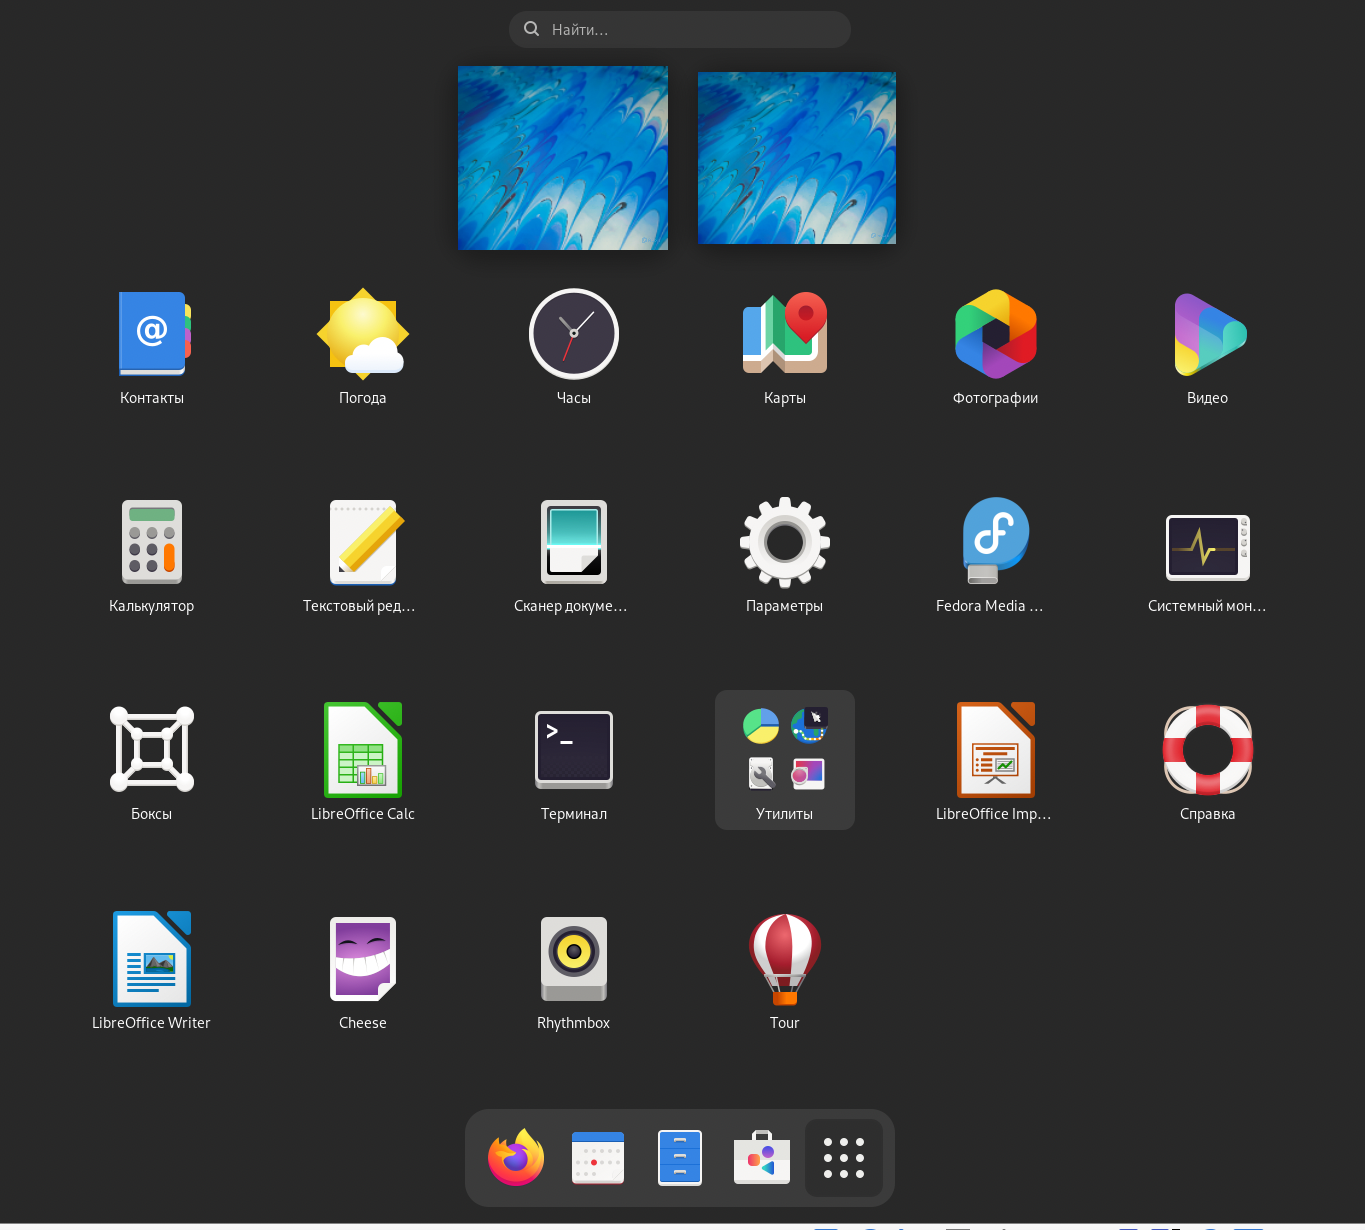 Найти...
Контакты
Погода
Часы
Карты
Фотографии
Видео
Калькулятор
Текстовый ред...
Сканер докуме...
Параметры
Fedora Media ...
Системный мон...
Боксы
LibreOffice Calc
Терминал
Утилиты
LibreOffice Imp...
Справка
LibreOffice Writer
Cheese
Rhythmbox
Tour